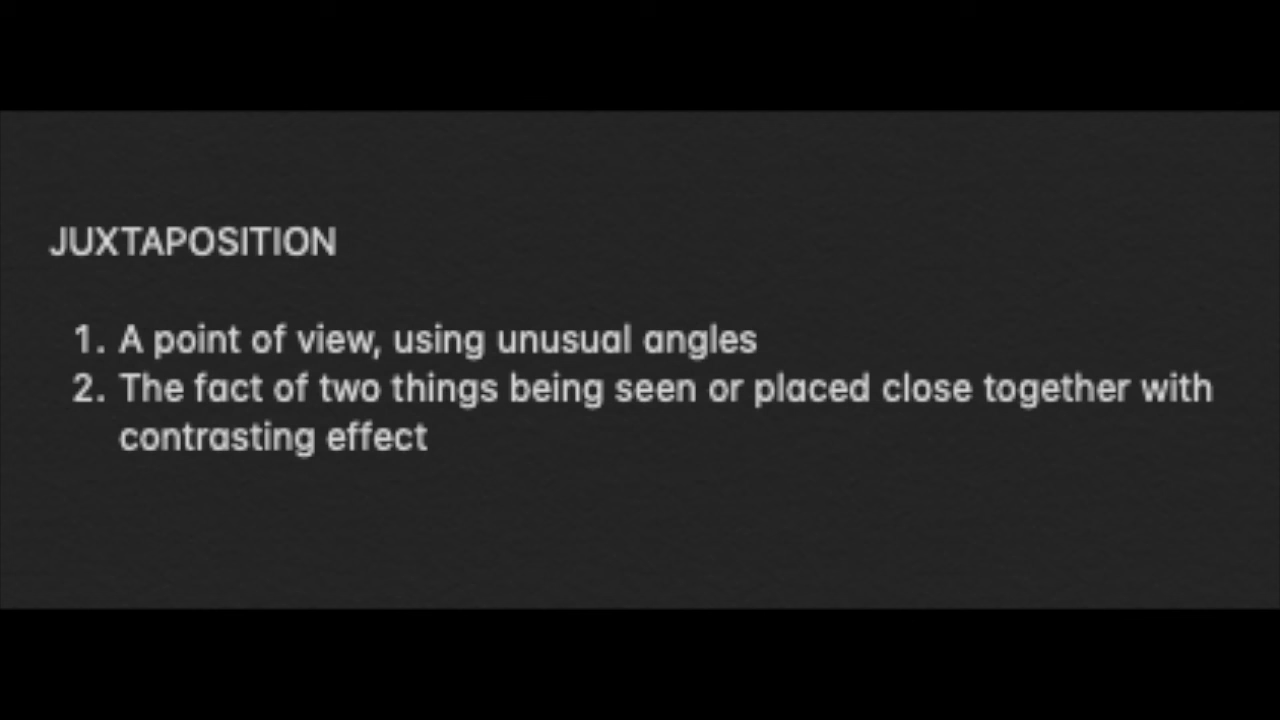 JUXTAPOSITION
1. A point of view, using unusual angles
2. The fact of two things being seen or placed close together with
contrasting effect